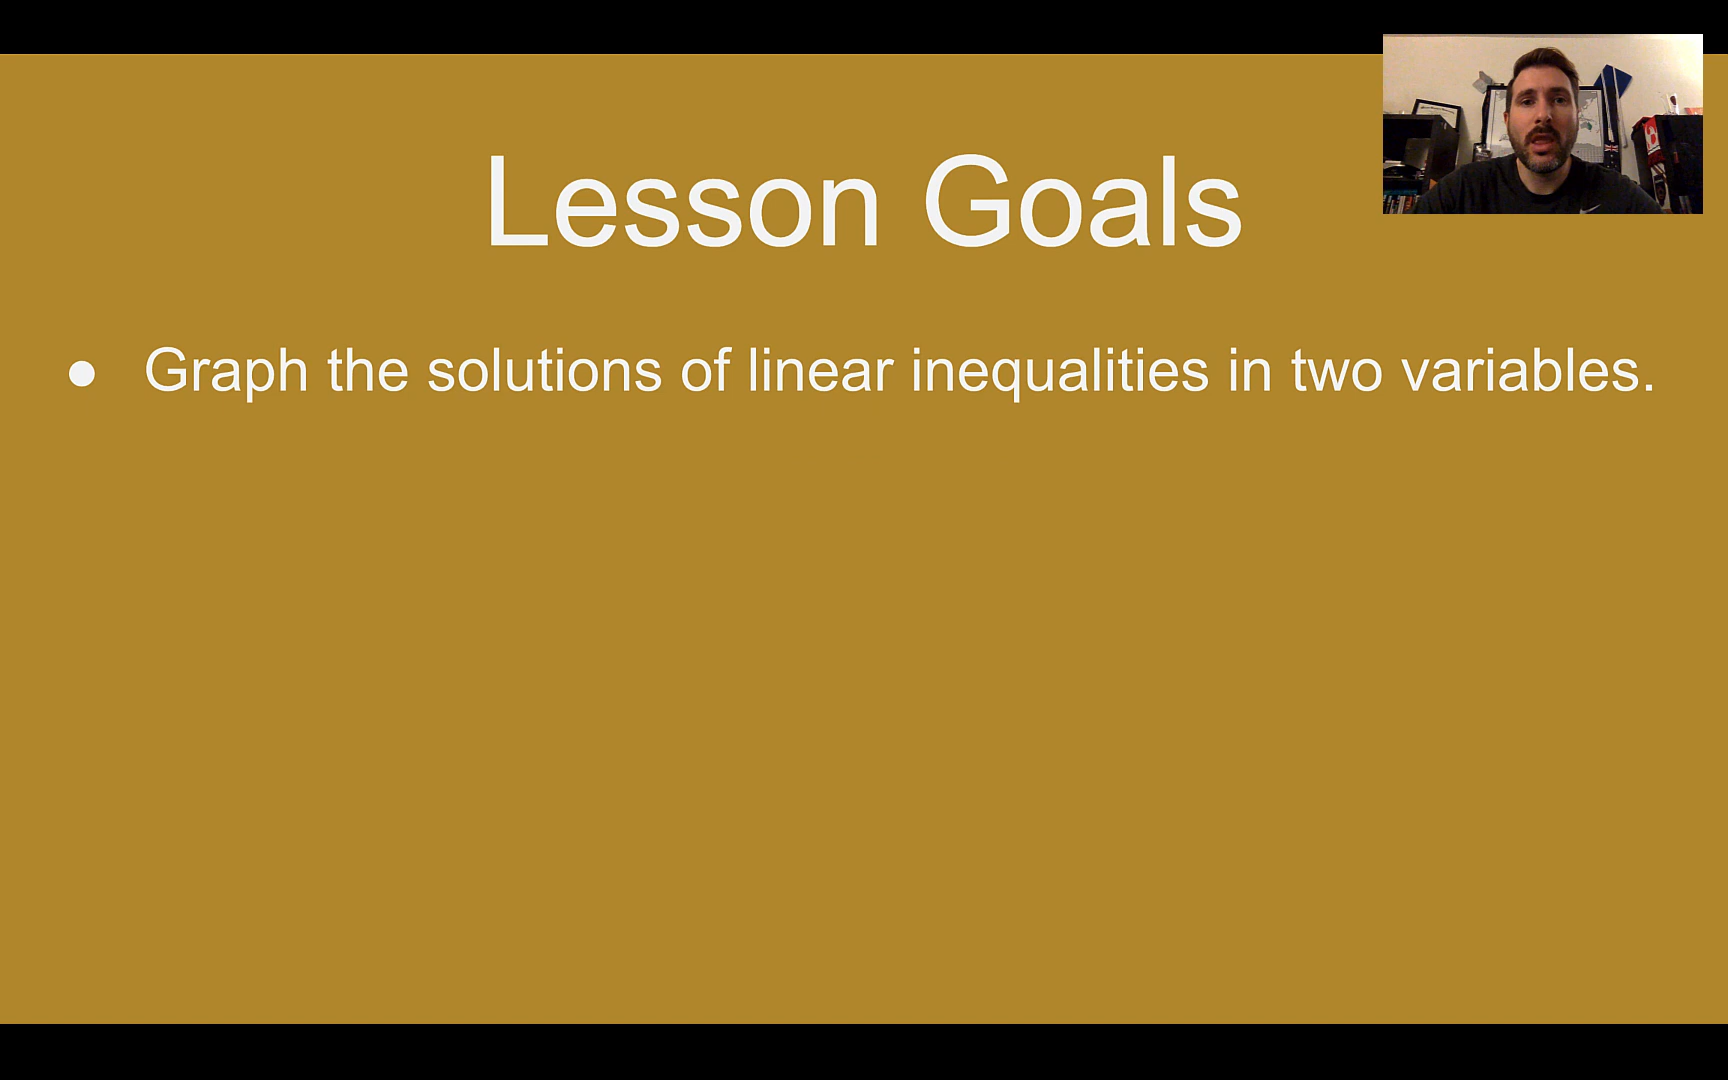 Lesson Goals
● Graph the solutions of linear inequalities in two variables.